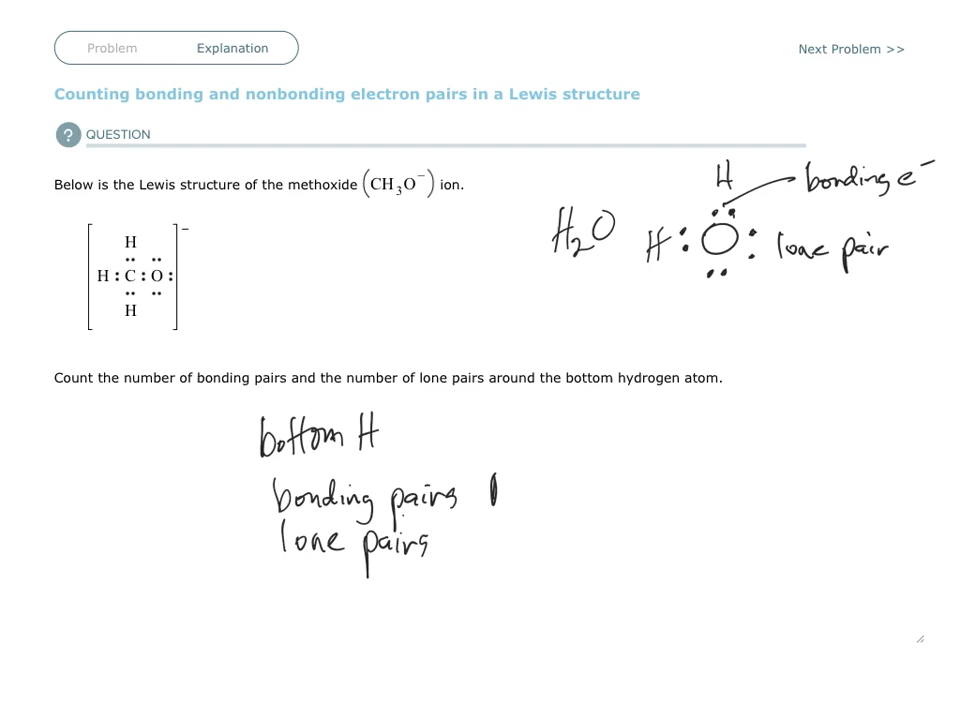 Problem Explanation Next Problem >>
Counting bonding and nonbonding electron pairs in a Lewis structure
? QUESTION
Below is the Lewis structure of the methoxide (CH₃O⁻) ion.
H bonding e⁻
H₂O H : O : lone pair
H
H : C : O :
H
−
Count the number of bonding pairs and the number of lone pairs around the bottom hydrogen atom.
bottom H
bonding pairs
lone pairs